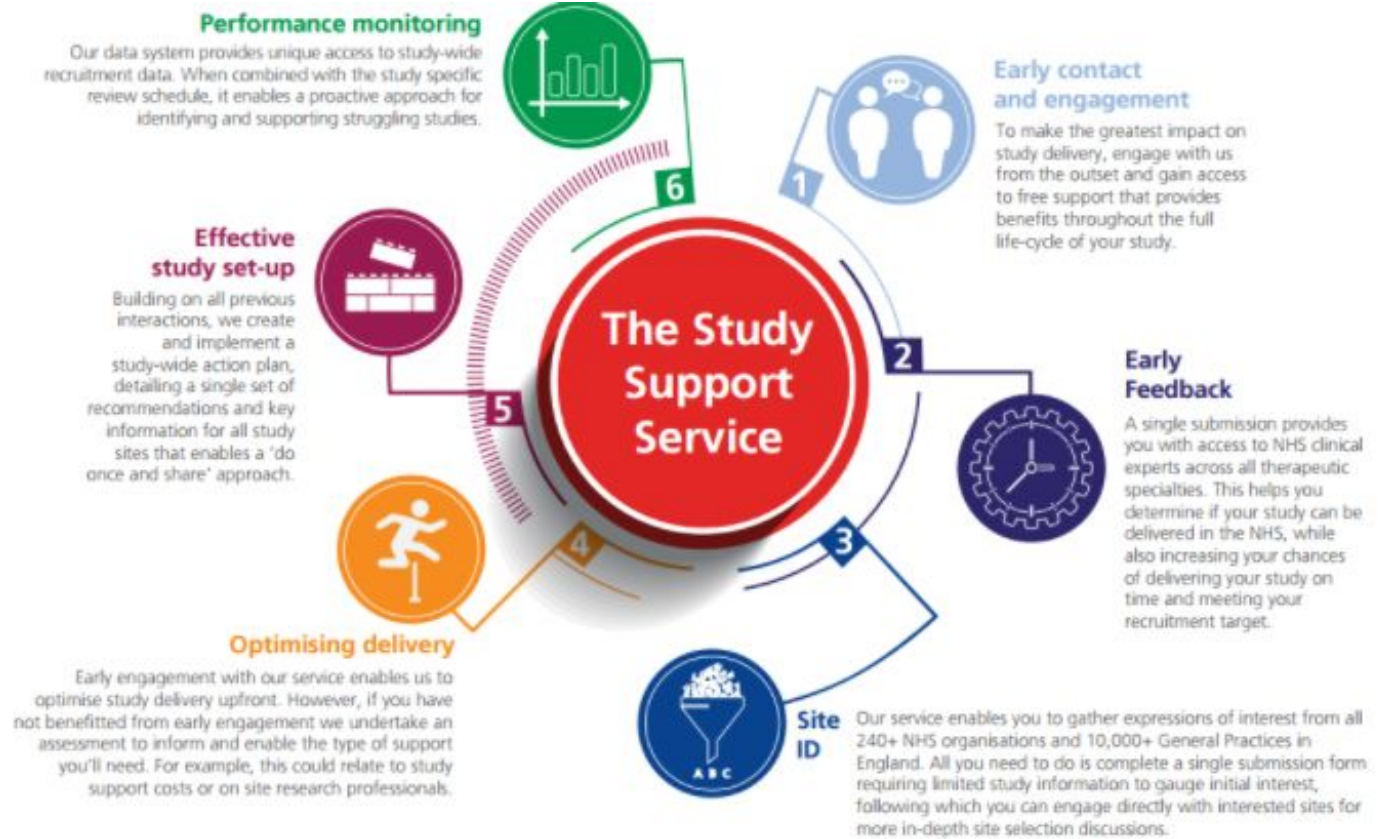 The Study
Support
Service
1
Early contact
and engagement
To make the greatest impact on
study delivery, engage with us
from the outset and gain access
to free support that provides
benefits throughout the full
life-cycle of your study.
2
Early
Feedback
A single submission provides
you with access to NHS clinical
experts across all therapeutic
specialties. This helps you
determine if your study can be
delivered in the NHS, while
also increasing your chances
of delivering your study on
time and meeting your
recruitment target.
3
A B C
Site
ID
Our service enables you to gather expressions of interest from all
240+ NHS organisations and 10,000+ General Practices in
England. All you need to do is complete a single submission form
requiring limited study information to gauge initial interest,
following which you can engage directly with interested sites for
more in-depth site selection discussions.
4
Optimising delivery
Early engagement with our service enables us to
optimise study delivery upfront. However, if you have
not benefitted from early engagement we undertake an
assessment to inform and enable the type of support
you'll need. For example, this could relate to study
support costs or on site research professionals.
5
Effective
study set-up
Building on all previous
interactions, we create
and implement a
study-wide action plan,
detailing a single set of
recommendations and key
information for all study
sites that enables a 'do
once and share' approach.
6
Performance monitoring
Our data system provides unique access to study-wide
recruitment data. When combined with the study specific
review schedule, it enables a proactive approach for
identifying and supporting struggling studies.